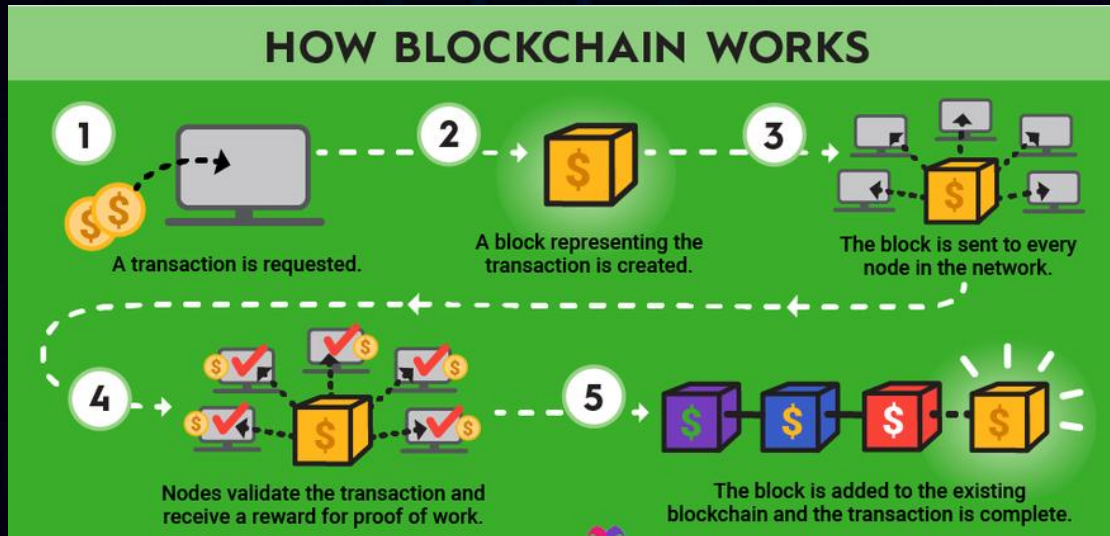 HOW BLOCKCHAIN WORKS
1
2
3
$
$
$
$
A transaction is requested.
A block representing the
transaction is created.
The block is sent to every
node in the network.
4
5
$
$
$
$
$
$
$
$
$
$
Nodes validate the transaction and
receive a reward for proof of work.
The block is added to the existing
blockchain and the transaction is complete.